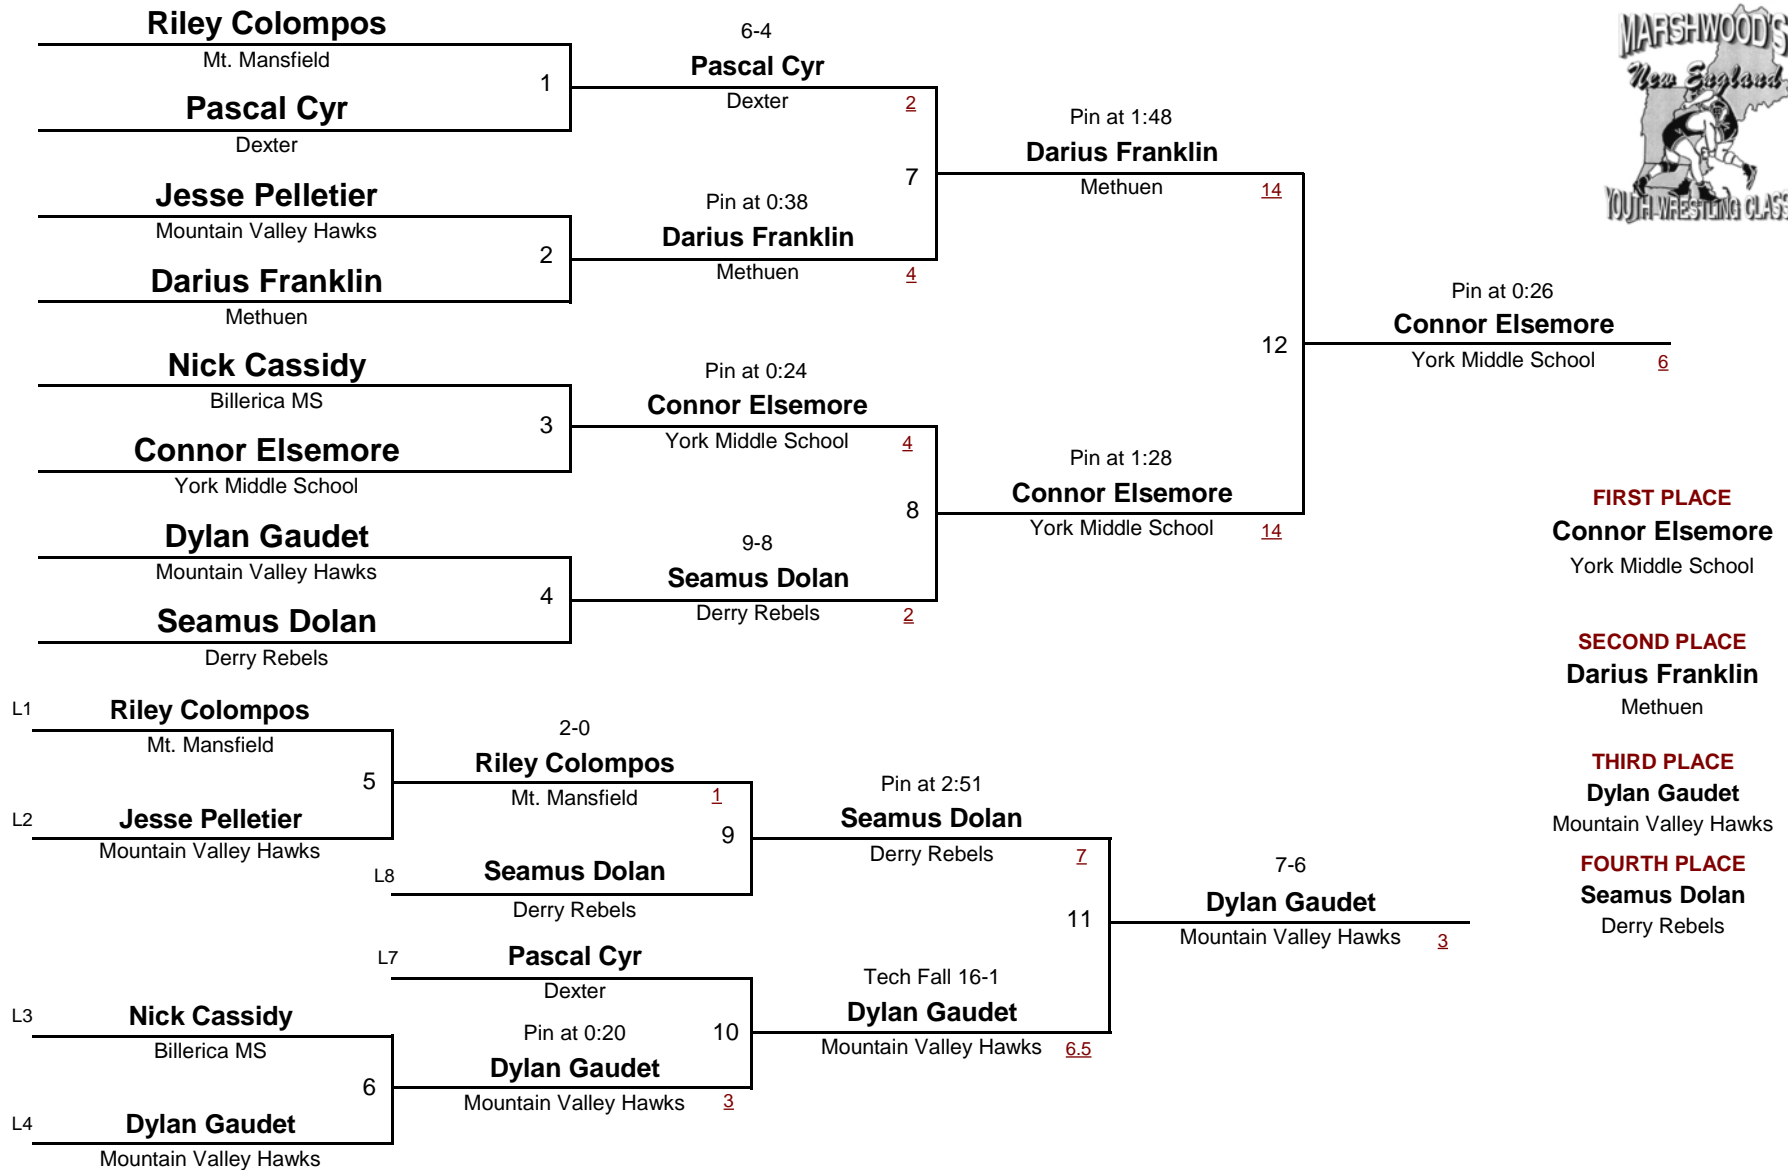 Riley Colompos
Mt. Mansfield
1
Pascal Cyr
Dexter
Jesse Pelletier
Mountain Valley Hawks
2
Darius Franklin
Methuen
Nick Cassidy
Billerica MS
3
Connor Elsemore
York Middle School
Dylan Gaudet
Mountain Valley Hawks
4
Seamus Dolan
Derry Rebels
6-4
Pascal Cyr
Dexter 2
7
Pin at 0:38
Darius Franklin
Methuen 4
Pin at 0:24
Connor Elsemore
York Middle School 4
8
9-8
Seamus Dolan
Derry Rebels 2
Pin at 1:48
Darius Franklin
Methuen 14
12
Pin at 1:28
Connor Elsemore
York Middle School 14
Pin at 0:26
Connor Elsemore
York Middle School 6
MARSHWOOD'S
New England
YOUTH WRESTLING CLASS
FIRST PLACE
Connor Elsemore
York Middle School
SECOND PLACE
Darius Franklin
Methuen
THIRD PLACE
Dylan Gaudet
Mountain Valley Hawks
FOURTH PLACE
Seamus Dolan
Derry Rebels
L1 Riley Colompos
Mt. Mansfield
5
L2 Jesse Pelletier
Mountain Valley Hawks
2-0
Riley Colompos
Mt. Mansfield 1
9
L8 Seamus Dolan
Derry Rebels
L7 Pascal Cyr
Dexter
10
L3 Nick Cassidy
Billerica MS
6
L4 Dylan Gaudet
Mountain Valley Hawks
Pin at 0:20
Dylan Gaudet
Mountain Valley Hawks 3
Pin at 2:51
Seamus Dolan
Derry Rebels 7
11
Tech Fall 16-1
Dylan Gaudet
Mountain Valley Hawks 6.5
7-6
Dylan Gaudet
Mountain Valley Hawks 3